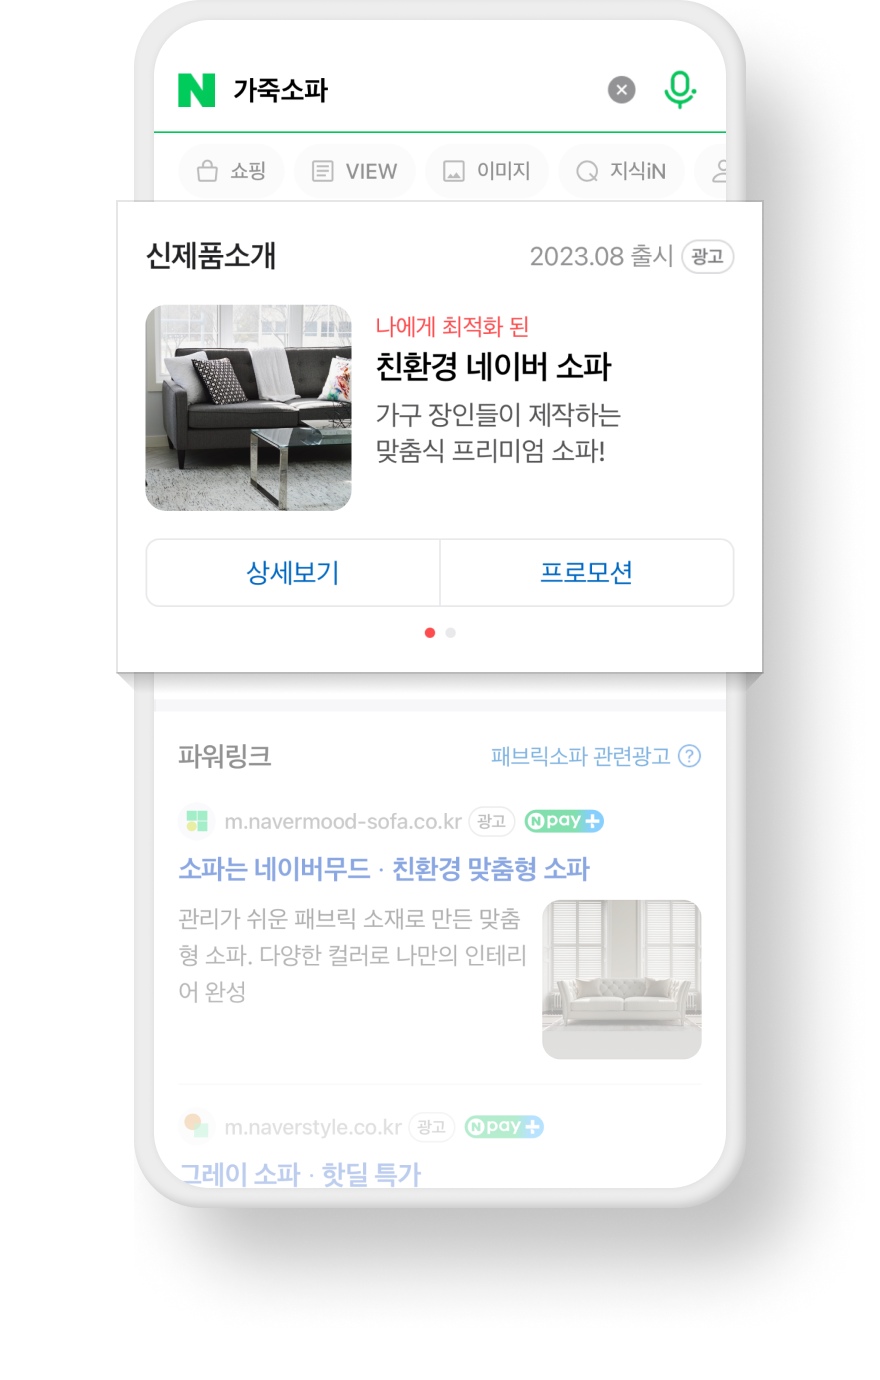 N 가죽소파
쇼핑 VIEW 이미지 지식iN
신제품소개 2023.08 출시 광고
나에게 최적화 된
친환경 네이버 소파
가구 장인들이 제작하는
맞춤식 프리미엄 소파!
상세보기 프로모션
파워링크 패브릭소파 관련광고 ?
m.navermood-sofa.co.kr 광고 N pay+
소파는 네이버무드 · 친환경 맞춤형 소파
관리가 쉬운 패브릭 소재로 만든 맞춤
형 소파. 다양한 컬러로 나만의 인테리
어 완성
m.naverstyle.co.kr 광고 N pay+
그레이 소파 · 핫딜 특가